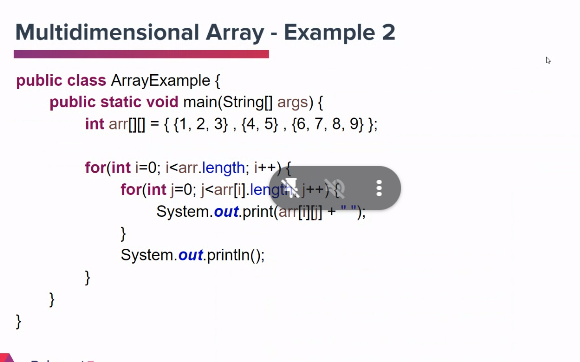 Multidimensional Array - Example 2
public class ArrayExample {
public static void main(String[] args) {
int arr[][] = { {1, 2, 3} , {4, 5} , {6, 7, 8, 9} };
for(int i=0; i<arr.length; i++) {
for(int j=0; j<arr[i].length; j++) {
System.out.print(arr[i][j] + " ");
}
System.out.println();
}
}
}